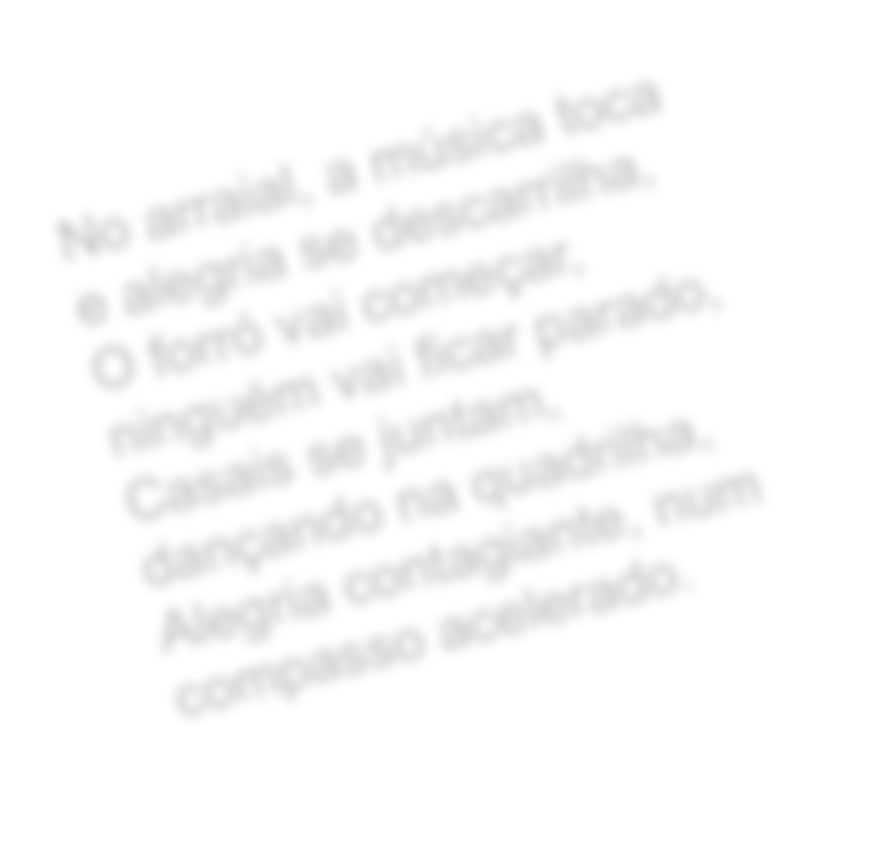 No arraial, a música toca
e alegria se descarrilha,
O forró vai começar,
ninguém vai ficar parado,
Casais se juntam,
dançando na quadrilha,
Alegria contagiante, num
compasso acelerado.